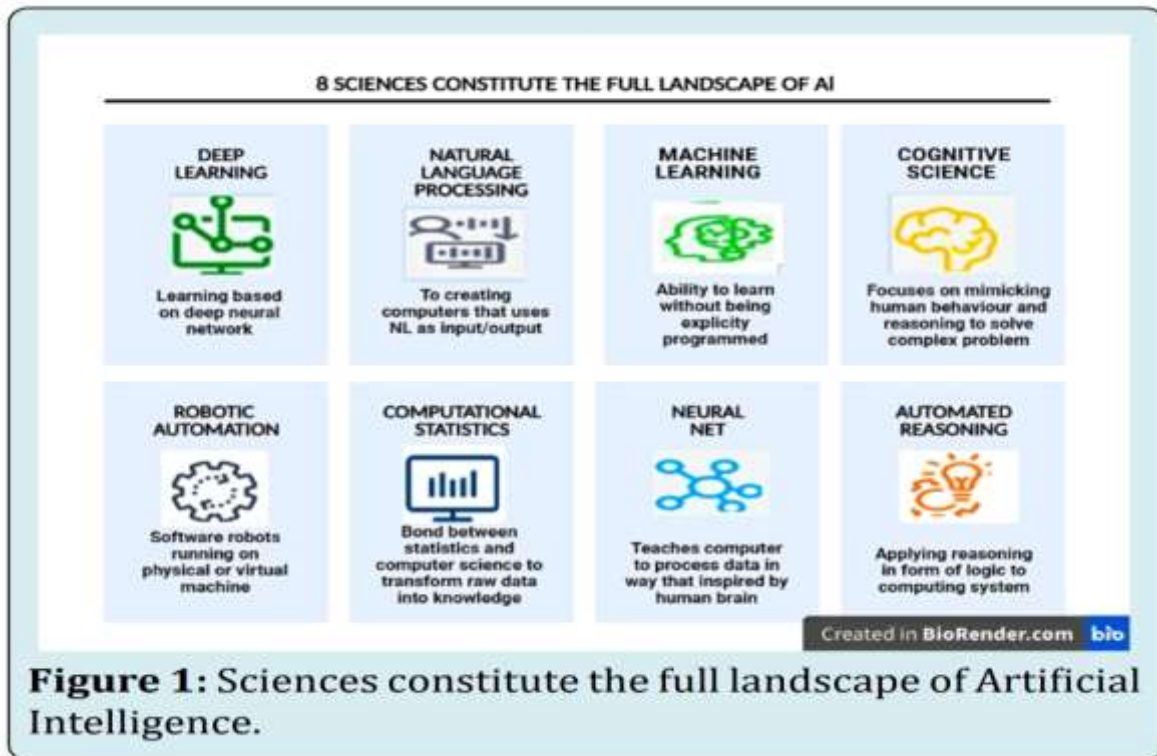 8 SCIENCES CONSTITUTE THE FULL LANDSCAPE OF AI
DEEP
LEARNING
Learning based
on deep neural
network
NATURAL
LANGUAGE
PROCESSING
To creating
computers that uses
NL as input/output
MACHINE
LEARNING
Ability to learn
without being
explicity
programmed
COGNITIVE
SCIENCE
Focuses on mimicking
human behaviour and
reasoning to solve
complex problem
ROBOTIC
AUTOMATION
Software robots
running on
physical or virtual
machine
COMPUTATIONAL
STATISTICS
Bond between
statistics and
computer science to
transform raw data
into knowledge
NEURAL
NET
Teaches computer
to process data in
way that inspired by
human brain
AUTOMATED
REASONING
Applying reasoning
in form of logic to
computing system
Created in BioRender.com bio
Figure 1: Sciences constitute the full landscape of Artificial
Intelligence.